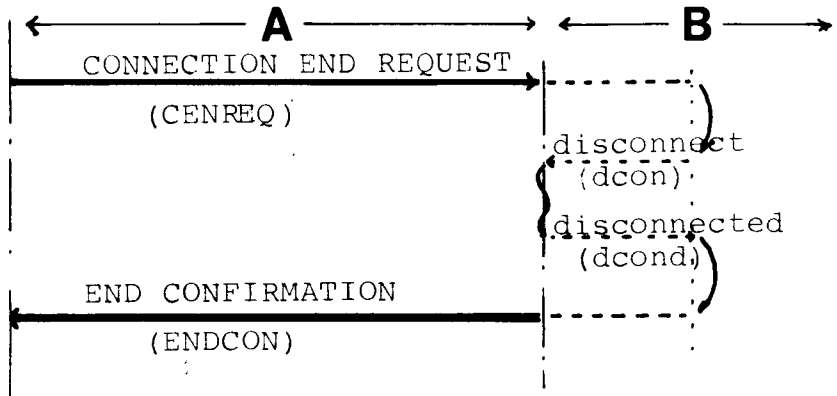 A
B
CONNECTION END REQUEST
(CENREQ)
disconnect
(dcon)
disconnected
(dcond)
END CONFIRMATION
(ENDCON)